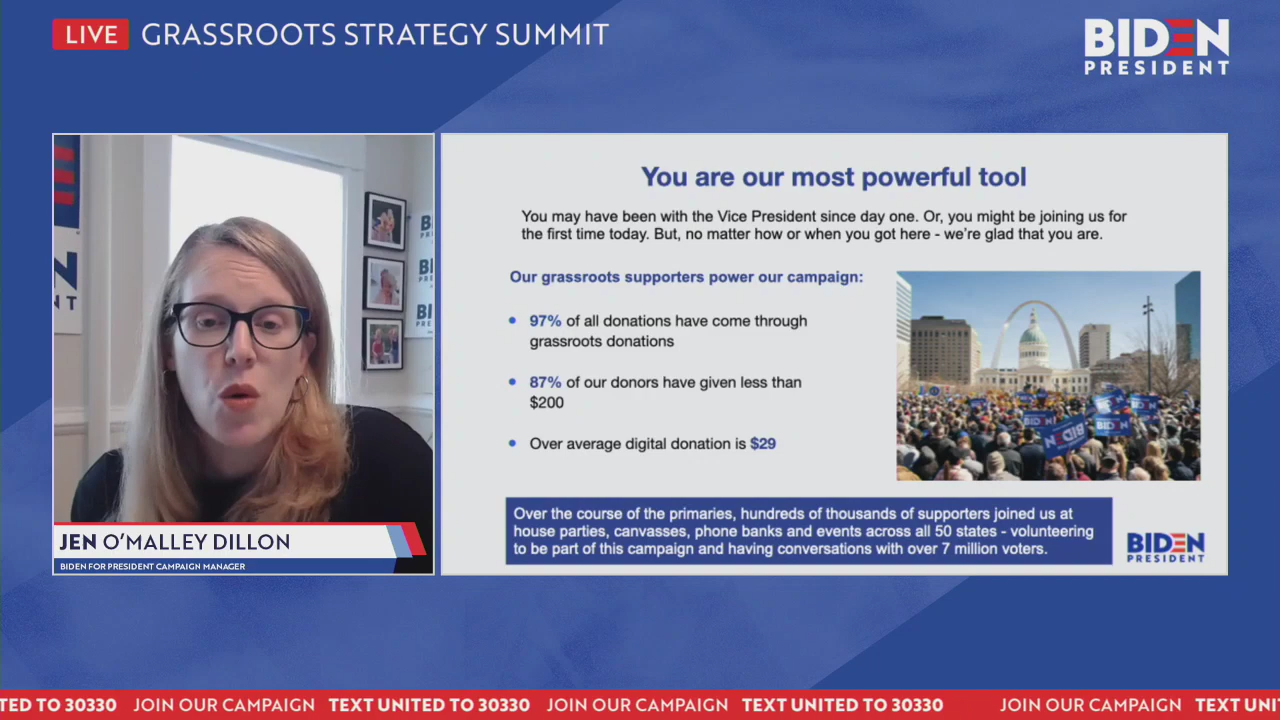 LIVE GRASSROOTS STRATEGY SUMMIT
BIDEN
PRESIDENT
You are our most powerful tool
You may have been with the Vice President since day one. Or, you might be joining us for
the first time today. But, no matter how or when you got here - we're glad that you are.
Our grassroots supporters power our campaign:
• 97% of all donations have come through
grassroots donations
• 87% of our donors have given less than
$200
• Over average digital donation is $29
BIDEN
BIDEN
BIDEN
Over the course of the primaries, hundreds of thousands of supporters joined us at
house parties, canvasses, phone banks and events across all 50 states - volunteering
to be part of this campaign and having conversations with over 7 million voters.
BIDEN
PRESIDENT
JEN O'MALLEY DILLON
BIDEN FOR PRESIDENT CAMPAIGN MANAGER
TED TO 30330 JOIN OUR CAMPAIGN TEXT UNITED TO 30330 JOIN OUR CAMPAIGN TEXT UNITED TO 30330 JOIN OUR CAMPAIGN TEXT UNI